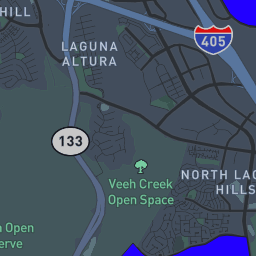 HILL
405
LAGUNA
ALTURA
133
Veeh Creek
Open Space
NORTH LAG
HILLS
Open
erve